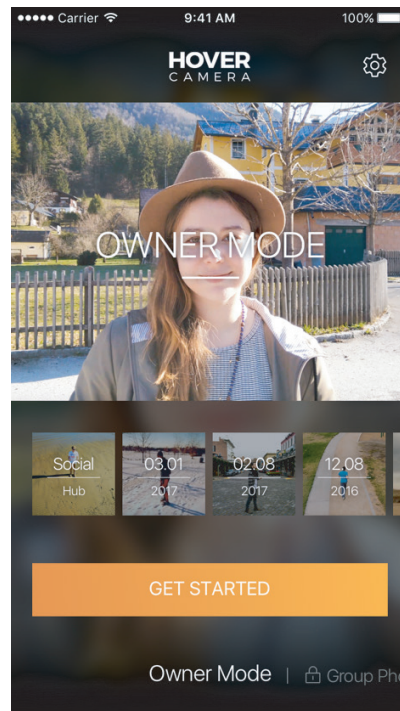 Carrier 9:41 AM 100%
HOVER
CAMERA
OWNER MODE
Social
Hub
03.01
2017
02.08
2017
12.08
2016
GET STARTED
Owner Mode | Group Pho